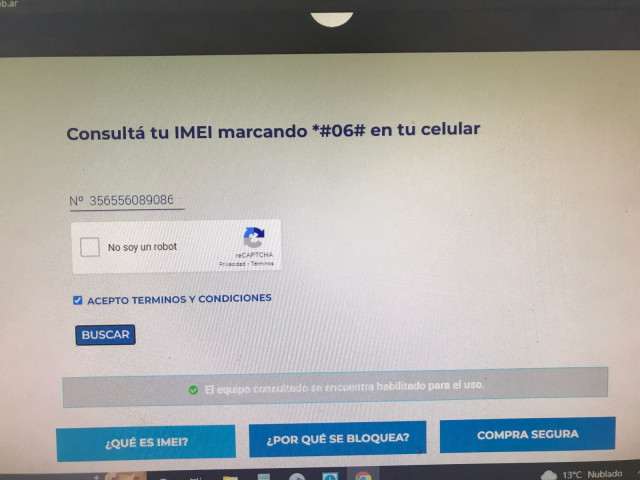 ob.ar
Consultá tu IMEI marcando *#06# en tu celular
Nº 356556089086
No soy un robot
reCAPTCHA
Privacidad - Términos
ACEPTO TERMINOS Y CONDICIONES
BUSCAR
El equipo consultado se encuentra habilitado para el uso.
¿QUÉ ES IMEI?
¿POR QUÉ SE BLOQUEA?
COMPRA SEGURA
13°C Nublado